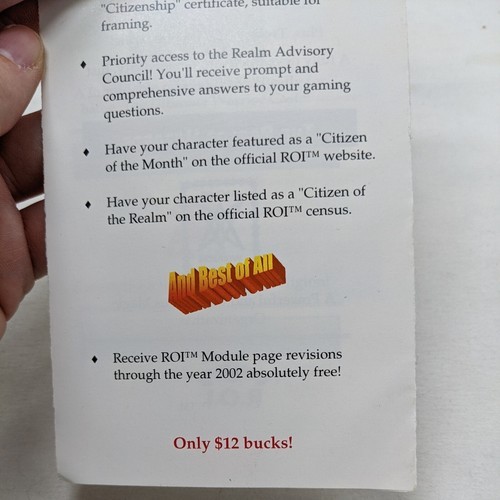 "Citizenship" certificate, suitable for
framing.
♦ Priority access to the Realm Advisory
Council! You'll receive prompt and
comprehensive answers to your gaming
questions.
♦ Have your character featured as a "Citizen
of the Month" on the official ROI™ website.
♦ Have your character listed as a "Citizen of
the Realm" on the official ROI™ census.
And Best of All
♦ Receive ROI™ Module page revisions
through the year 2002 absolutely free!
Only $12 bucks!